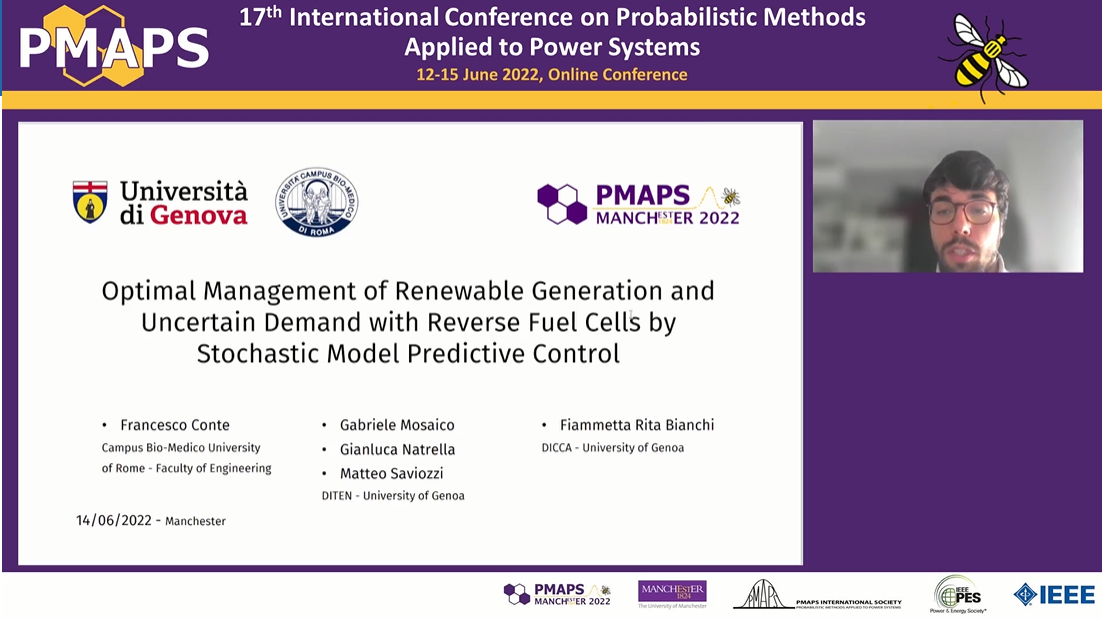 PMAPS
17th International Conference on Probabilistic Methods
Applied to Power Systems
12-15 June 2022, Online Conference
Università
di Genova
UNIVERSITÀ CAMPUS BIO-MEDICO
DI ROMA
PMAPS
MANCHESTER 2022
1824
Optimal Management of Renewable Generation and
Uncertain Demand with Reverse Fuel Cells by
Stochastic Model Predictive Control
• Francesco Conte
Campus Bio-Medico University
of Rome - Faculty of Engineering
• Gabriele Mosaico
• Gianluca Natrella
• Matteo Saviozzi
DITEN - University of Genoa
• Fiammetta Rita Bianchi
DICCA - University of Genoa
14/06/2022 - Manchester
PMAPS
MANCHESTER 2022
MANCHESTER
1824
The University of Manchester
PMAPS
PMAPS INTERNATIONAL SOCIETY
PROBABILISTIC METHODS APPLIED TO POWER SYSTEMS
IEEE
PES
Power & Energy Society®
IEEE